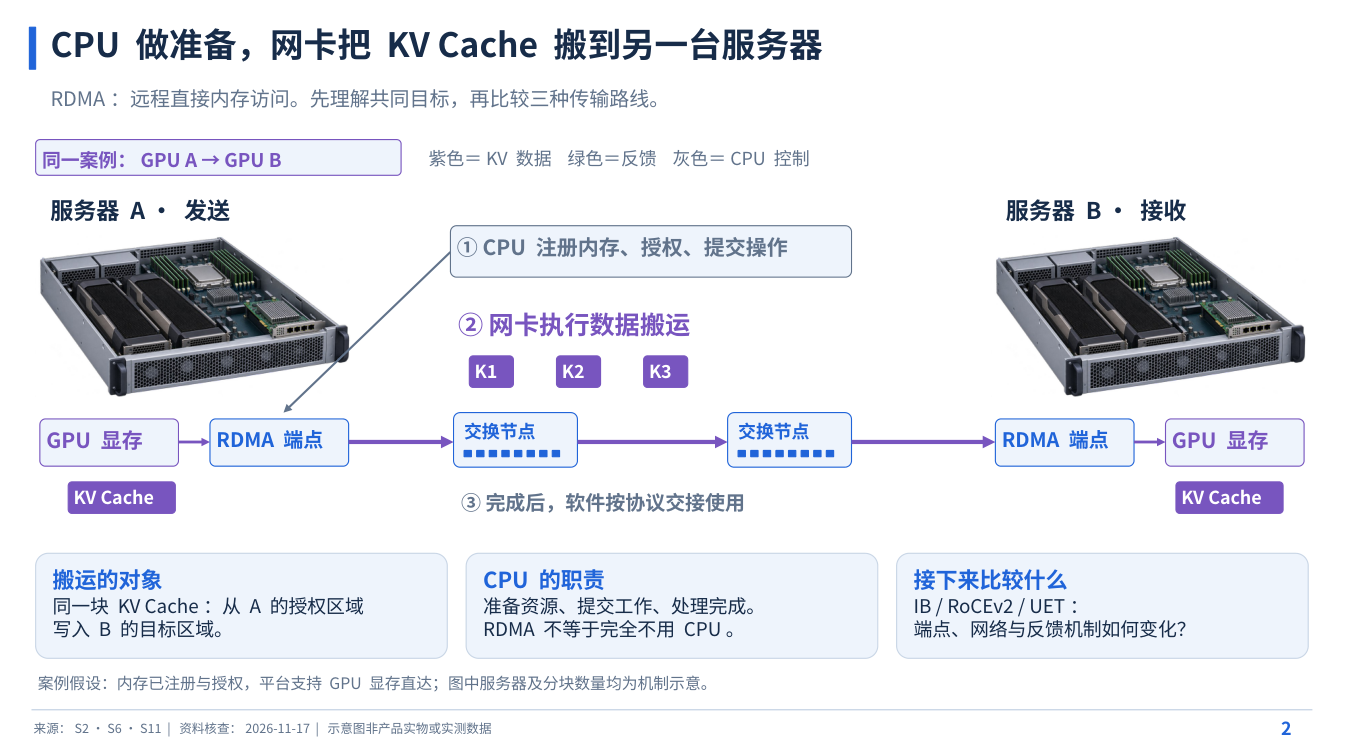 CPU 做准备，网卡把 KV Cache 搬到另一台服务器
RDMA：远程直接内存访问。先理解共同目标，再比较三种传输路线。
同一案例： GPU A → GPU B
紫色＝ KV 数据 绿色＝反馈 灰色＝ CPU 控制
服务器 A · 发送
服务器 B · 接收
① CPU 注册内存、授权、提交操作
② 网卡执行数据搬运
K1 K2 K3
GPU 显存
RDMA 端点
交换节点
交换节点
RDMA 端点
GPU 显存
KV Cache
KV Cache
③ 完成后，软件按协议交接使用
搬运的对象
同一块 KV Cache：从 A 的授权区域
写入 B 的目标区域。
CPU 的职责
准备资源、提交工作、处理完成。
RDMA 不等于完全不用 CPU。
接下来比较什么
IB / RoCEv2 / UET：
端点、网络与反馈机制如何变化？
案例假设：内存已注册与授权，平台支持 GPU 显存直达；图中服务器及分块数量均为机制示意。
来源： S2 · S6 · S11 | 资料核查： 2026-11-17 | 示意图非产品实物或实测数据
2